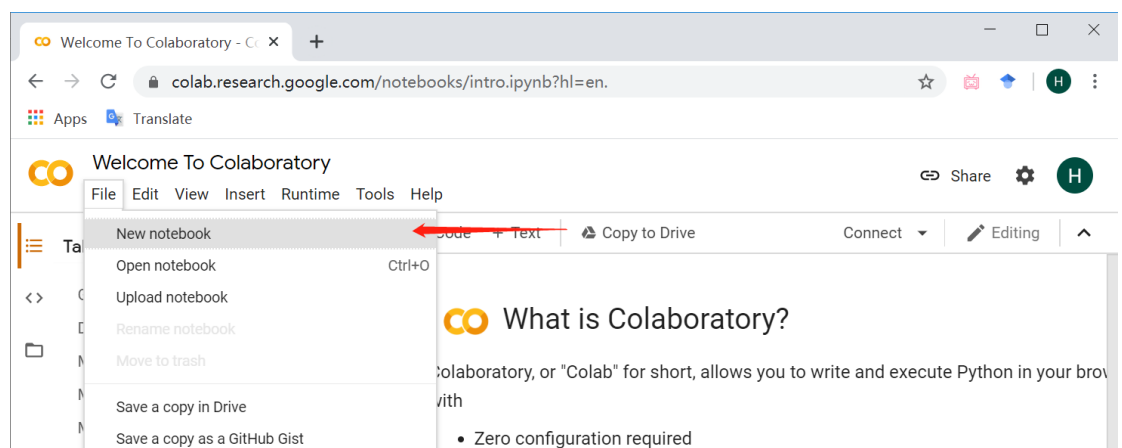 Welcome To Colaboratory - Co
colab.research.google.com/notebooks/intro.ipynb?hl=en.
H
Apps Translate
Welcome To Colaboratory
Share H
File Edit View Insert Runtime Tools Help
New notebook
+ Text Copy to Drive Connect Editing
Open notebook Ctrl+O
Upload notebook
Rename notebook
Move to trash
Save a copy in Drive
Save a copy as a GitHub Gist
What is Colaboratory?
Colaboratory, or "Colab" for short, allows you to write and execute Python in your brow
with
• Zero configuration required